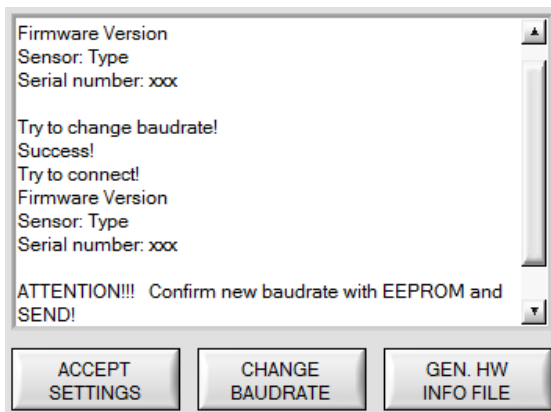 Firmware Version
Sensor: Type
Serial number: xxx
Try to change baudrate!
Success!
Try to connect!
Firmware Version
Sensor: Type
Serial number: xxx
ATTENTION!!! Confirm new baudrate with EEPROM and
SEND!
ACCEPT
SETTINGS
CHANGE
BAUDRATE
GEN. HW
INFO FILE